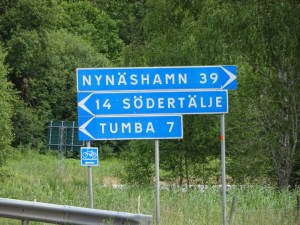 NYNÄSHAMN 39
14 SÖDERTÄLJE
TUMBA 7